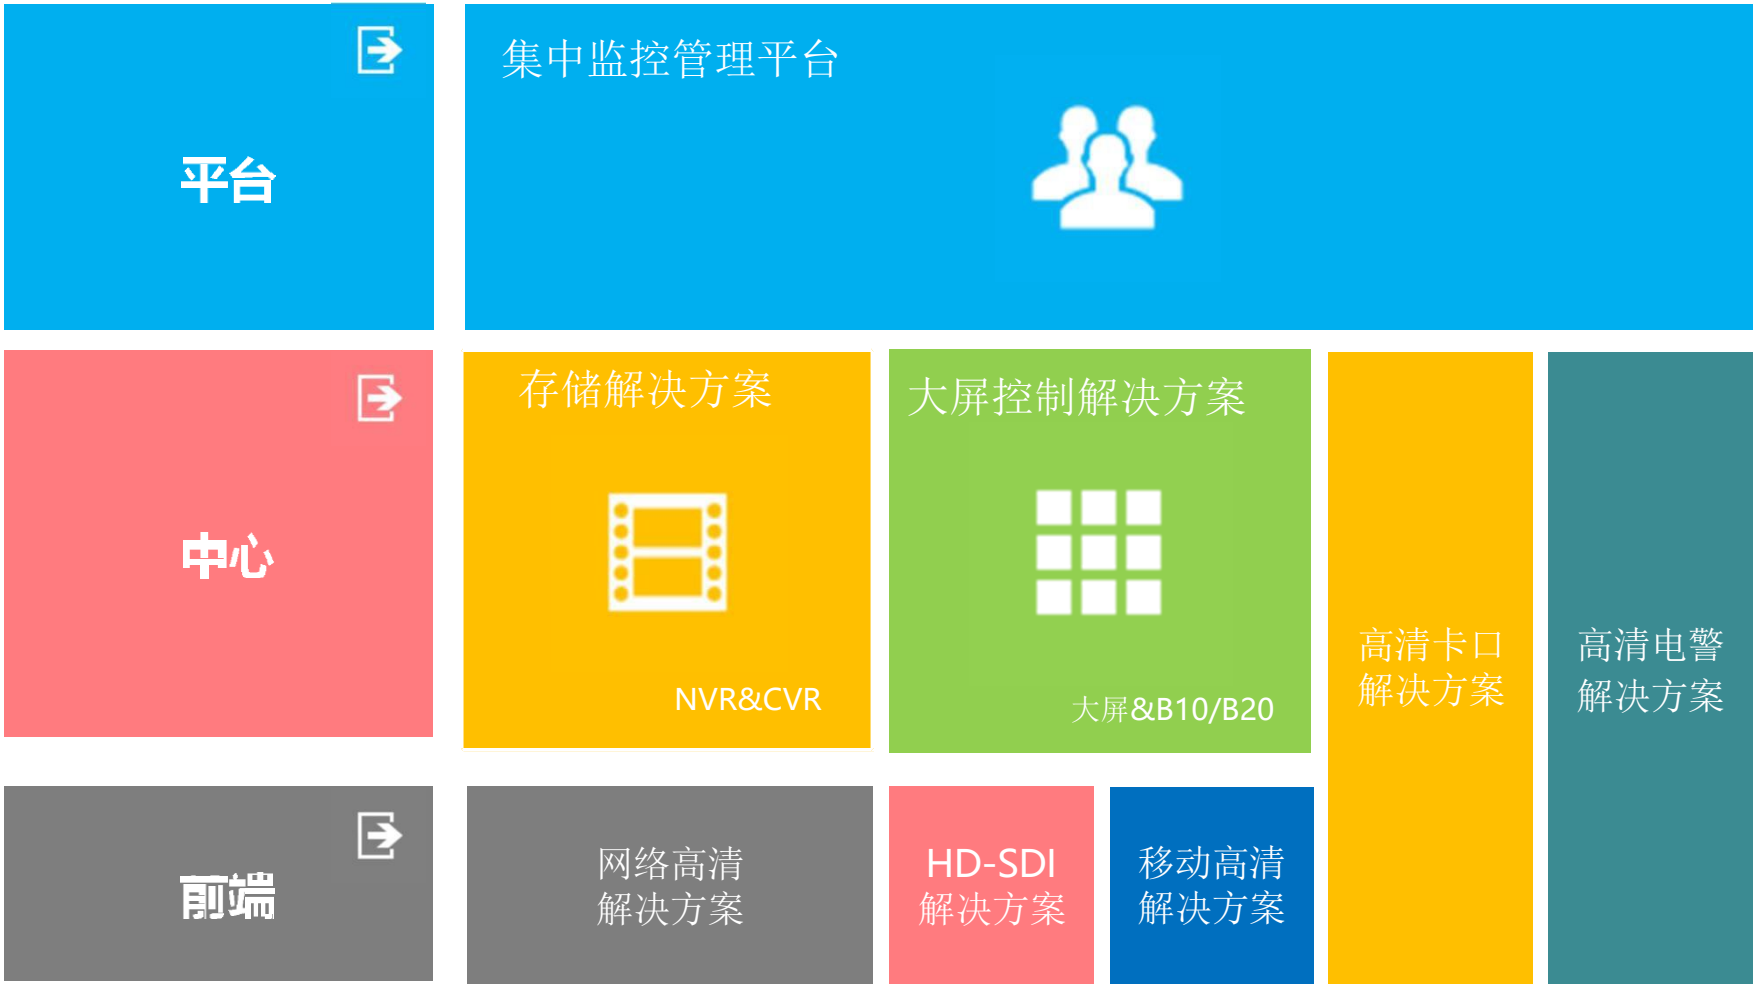 平台
集中监控管理平台
中心
存储解决方案
NVR&CVR
大屏控制解决方案
大屏&B10/B20
高清卡口
解决方案
高清电警
解决方案
前端
网络高清
解决方案
HD-SDI
解决方案
移动高清
解决方案